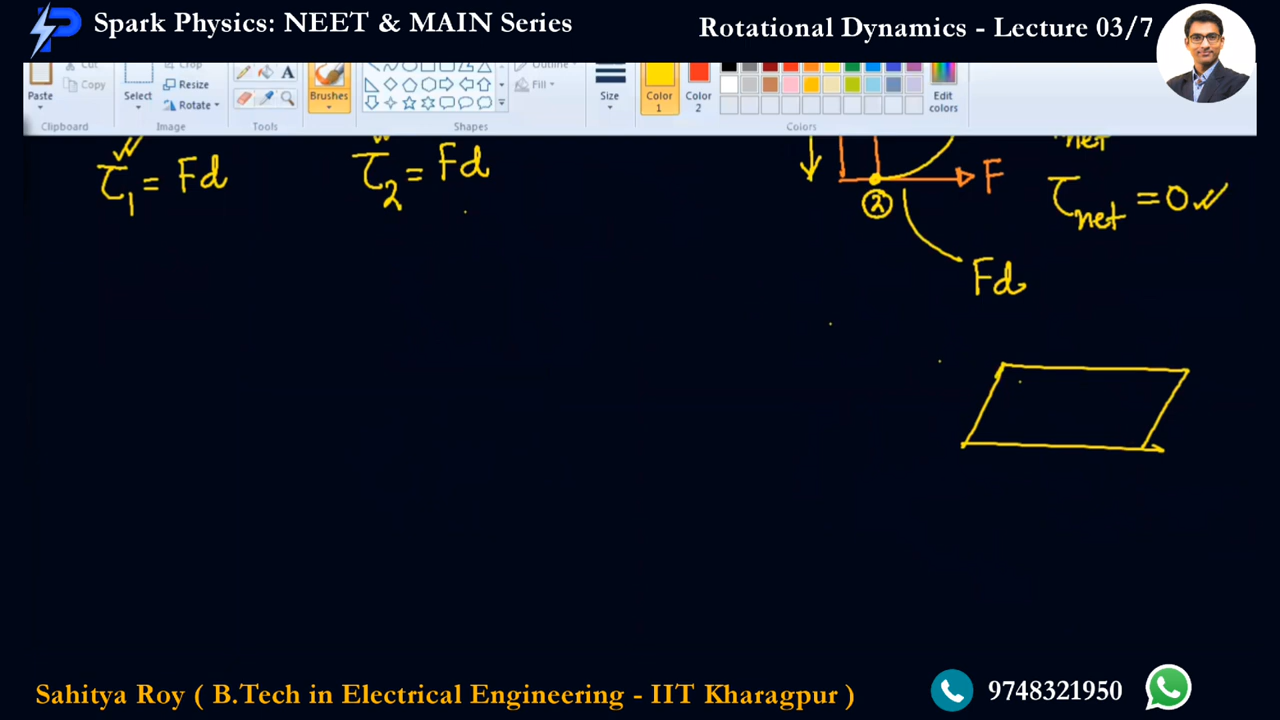 Spark Physics: NEET & MAIN Series
Rotational Dynamics - Lecture 03/7
Cut
Crop
Outline
Paste
Copy
Select
Resize
Rotate
A
Brushes
Fill
Size
Color 1
Color 2
Edit colors
Clipboard
Image
Tools
Shapes
Colors
τ₁ = Fd
τ₂ = Fd
net
F
②
τnet = 0
Fd
Sahitya Roy ( B.Tech in Electrical Engineering - IIT Kharagpur )
9748321950